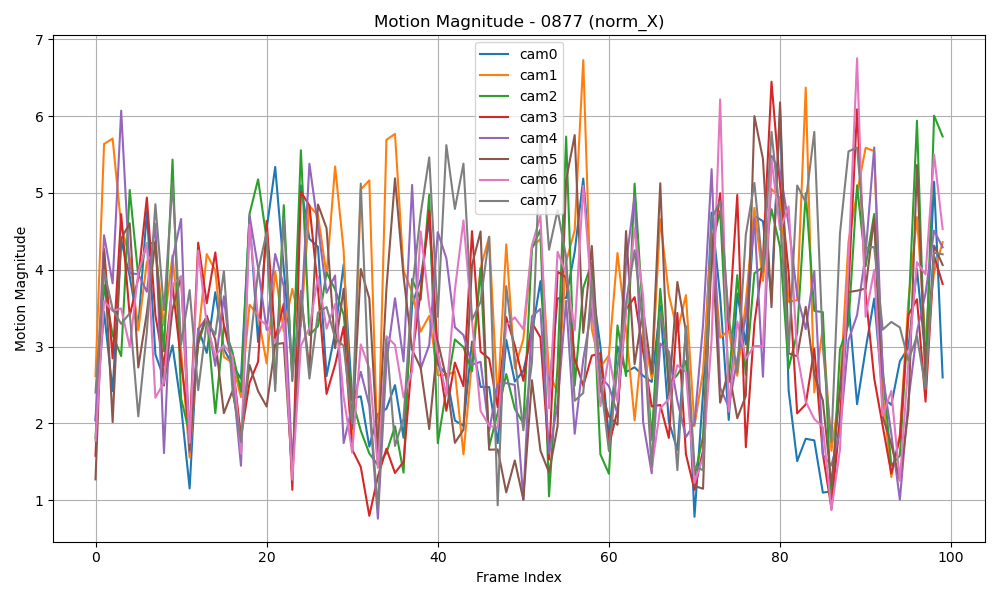 Motion Magnitude - 0877 (norm_X)
Motion Magnitude
7
6
5
4
3
2
1
cam0
cam1
cam2
cam3
cam4
cam5
cam6
cam7
0
20
40
60
80
100
Frame Index